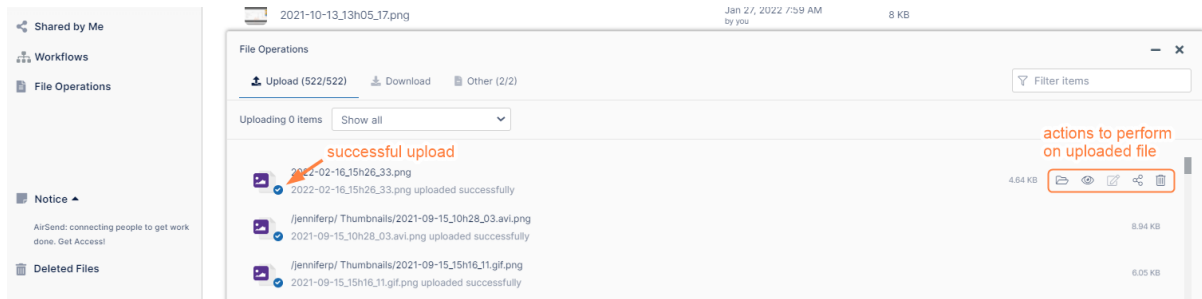 Shared by Me
Workflows
File Operations
Notice
AirSend: connecting people to get work
done. Get Access!
Deleted Files
2021-10-13_13h05_17.png
Jan 27, 2022 7:59 AM
by you
8 KB
File Operations
Upload (522/522)
Download
Other (2/2)
Filter items
Uploading 0 items
Show all
successful upload
actions to perform
on uploaded file
2022-02-16_15h26_33.png
2022-02-16_15h26_33.png uploaded successfully
4.64 KB
/jenniferp/ Thumbnails/2021-09-15_10h28_03.avi.png
2021-09-15_10h28_03.avi.png uploaded successfully
8.94 KB
/jenniferp/ Thumbnails/2021-09-15_15h16_11.gif.png
2021-09-15_15h16_11.gif.png uploaded successfully
6.05 KB